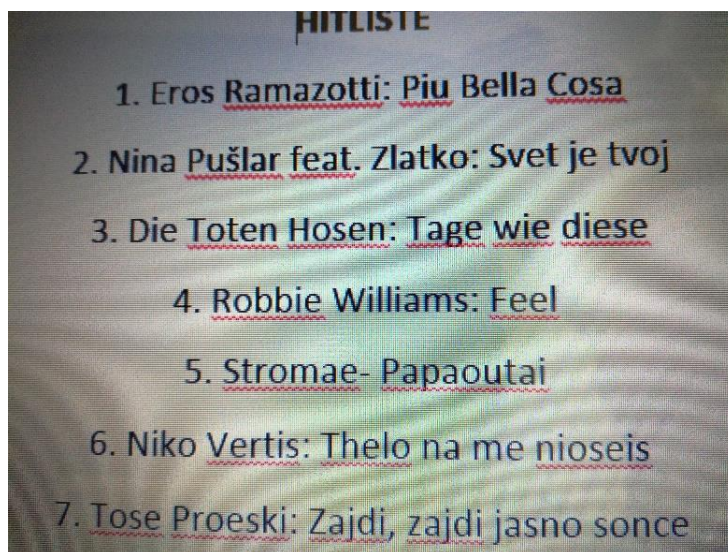 HITLISTE
1. Eros Ramazotti: Piu Bella Cosa
2. Nina Pušlar feat. Zlatko: Svet je tvoj
3. Die Toten Hosen: Tage wie diese
4. Robbie Williams: Feel
5. Stromae- Papaoutai
6. Niko Vertis: Thelo na me nioseis
7. Tose Proeski: Zajdi, zajdi jasno sonce